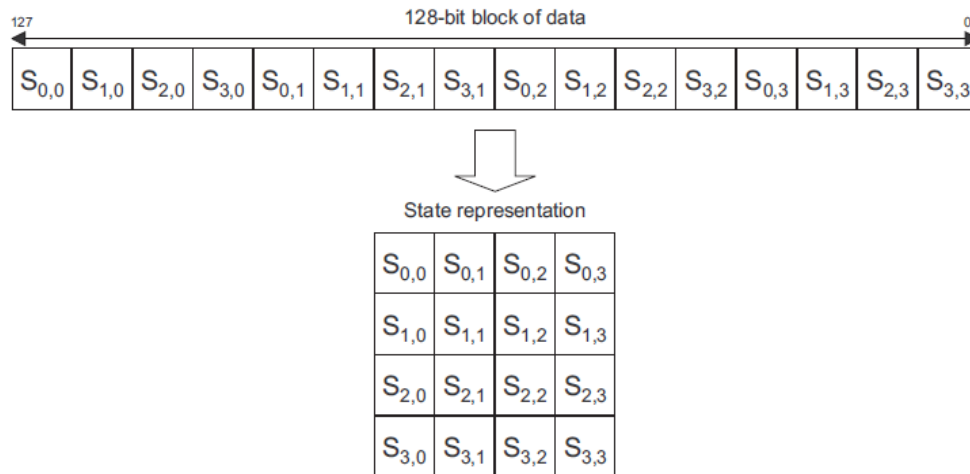 128-bit block of data
127 0
S0,0 S1,0 S2,0 S3,0 S0,1 S1,1 S2,1 S3,1 S0,2 S1,2 S2,2 S3,2 S0,3 S1,3 S2,3 S3,3
State representation
S0,0 S0,1 S0,2 S0,3
S1,0 S1,1 S1,2 S1,3
S2,0 S2,1 S2,2 S2,3
S3,0 S3,1 S3,2 S3,3